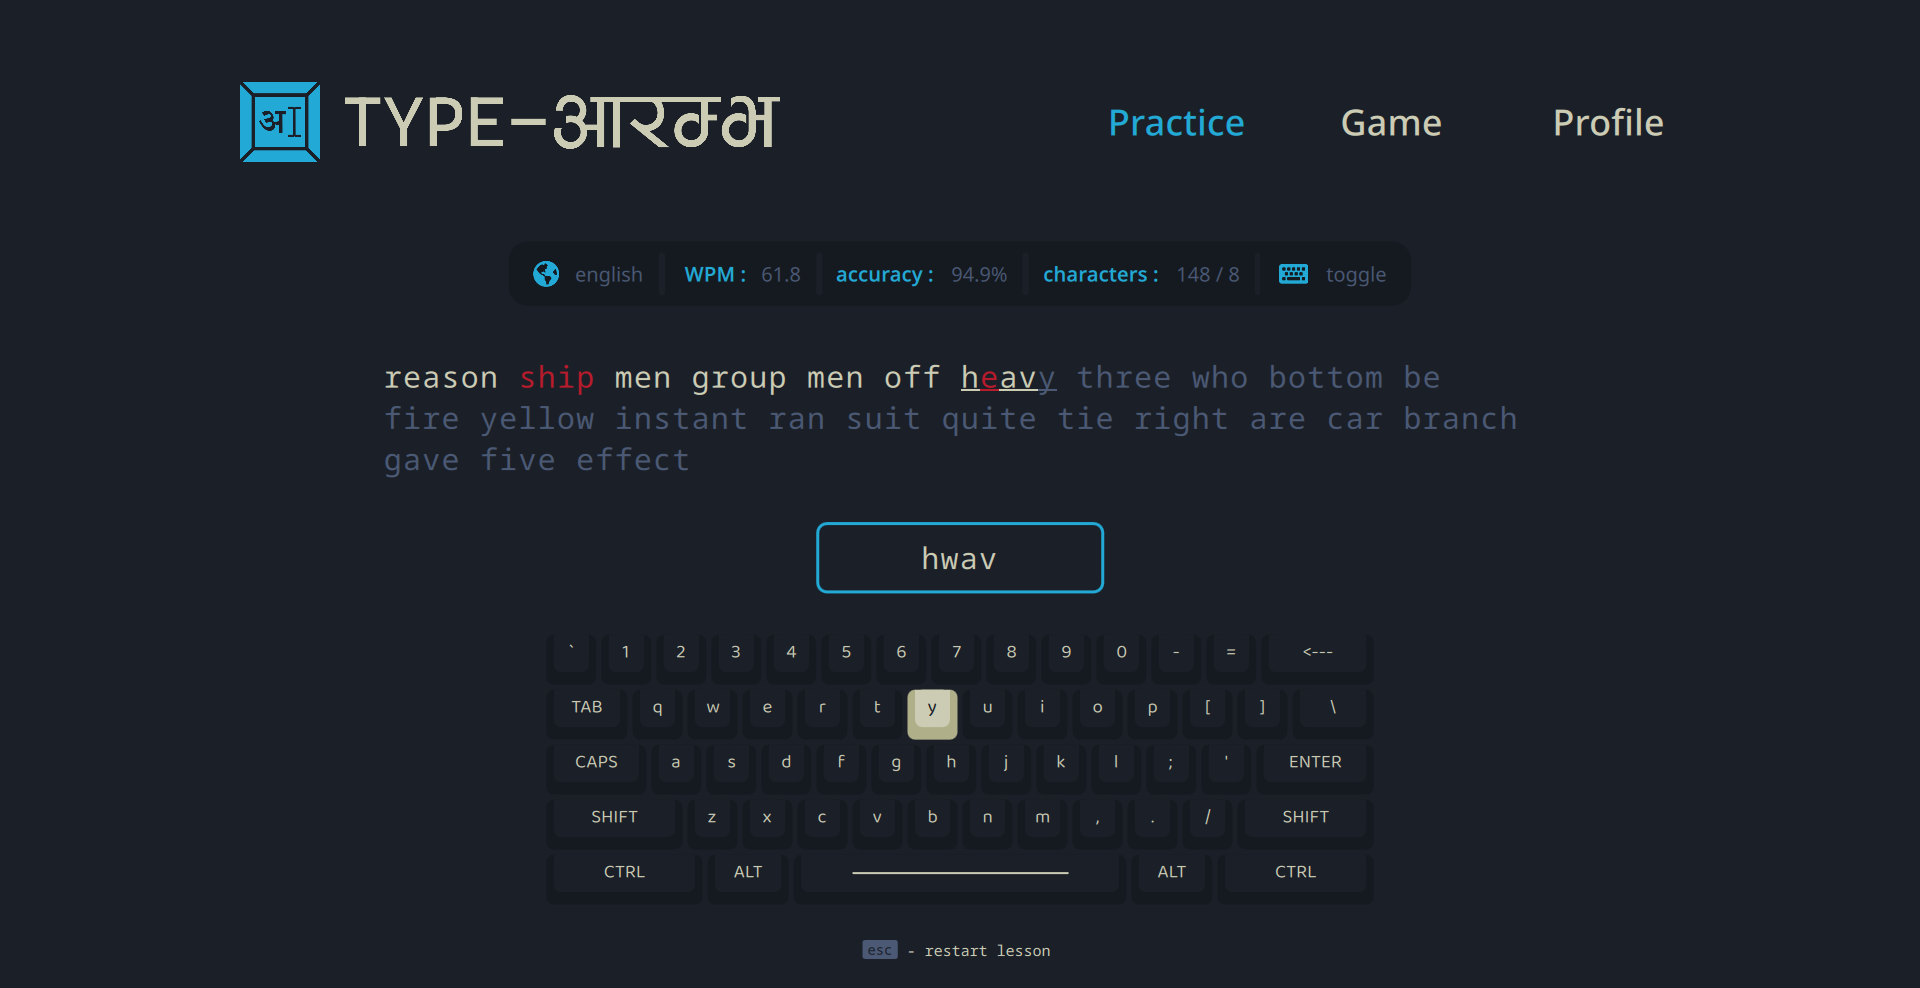 अ TYPE-आरम्भ Practice Game Profile
english WPM : 61.8 accuracy : 94.9% characters : 148 / 8 toggle
reason ship men group men off heavy three who bottom be
fire yellow instant ran suit quite tie right are car branch
gave five effect
hwav
` 1 2 3 4 5 6 7 8 9 0 - = <---
TAB q w e r t y u i o p [ ] \
CAPS a s d f g h j k l ; ' ENTER
SHIFT z x c v b n m , . / SHIFT
CTRL ALT ALT CTRL
esc - restart lesson